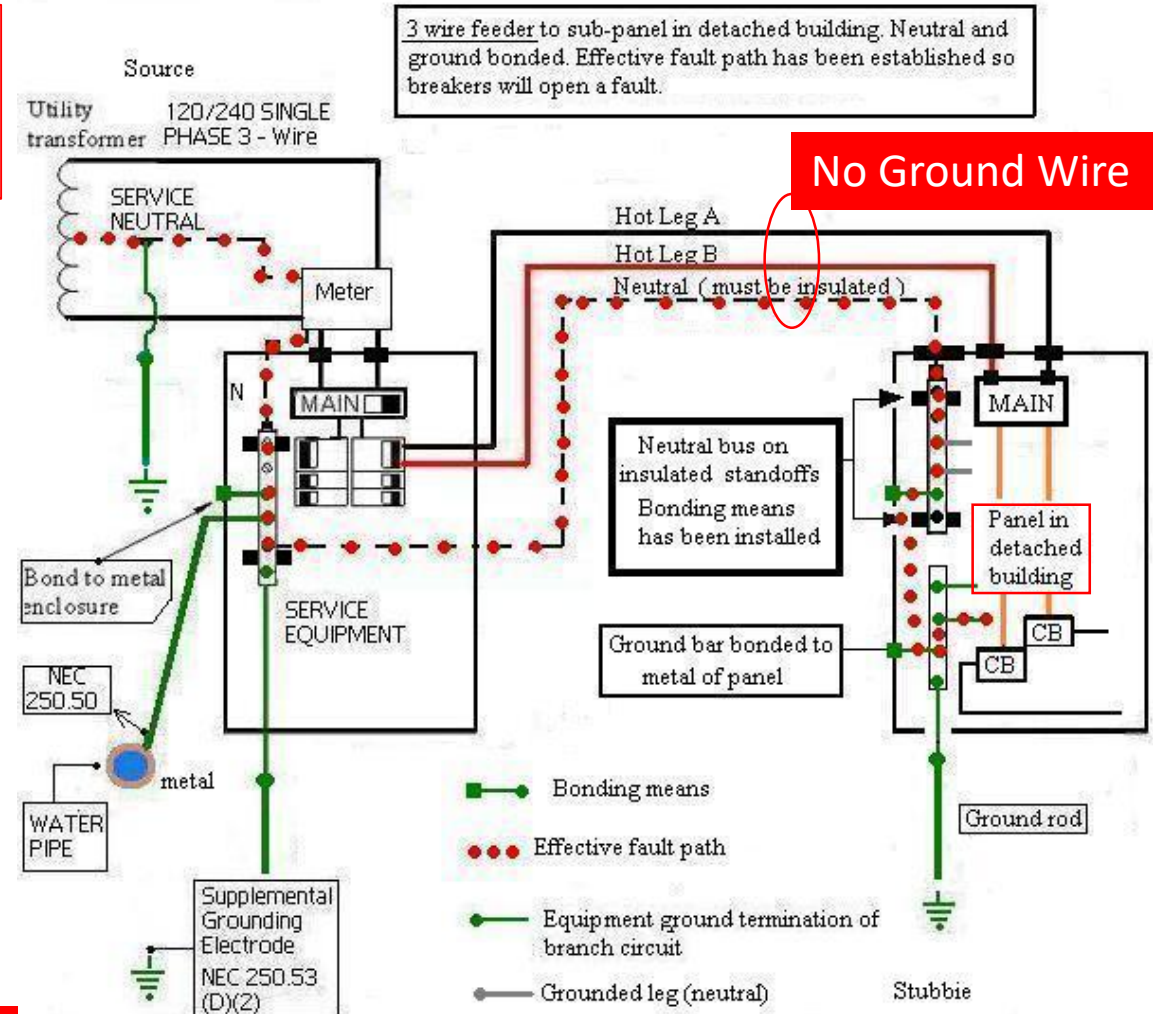 3 wire feeder to sub-panel in detached building. Neutral and
ground bonded. Effective fault path has been established so
breakers will open a fault.
Source
Utility
transformer
120/240 SINGLE
PHASE 3 - Wire
No Ground Wire
SERVICE
NEUTRAL
Hot Leg A
Hot Leg B
Neutral ( must be insulated )
Meter
N
MAIN
MAIN
Neutral bus on
insulated standoffs
Bonding means
has been installed
Panel in
detached
building
Bond to metal
enclosure
SERVICE
EQUIPMENT
Ground bar bonded to
metal of panel
CB
CB
NEC
250.50
metal
WATER
PIPE
Bonding means
Ground rod
Effective fault path
Supplemental
Grounding
Electrode
NEC 250.53
(D)(2)
Equipment ground termination of
branch circuit
Grounded leg (neutral)
Stubbie